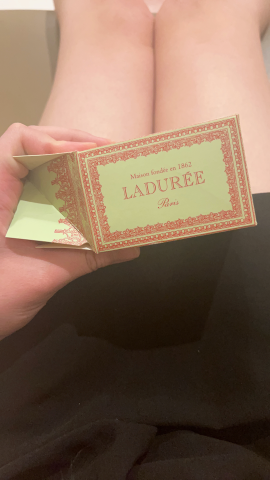 Maison fondée en 1862
LADURÉE
Paris